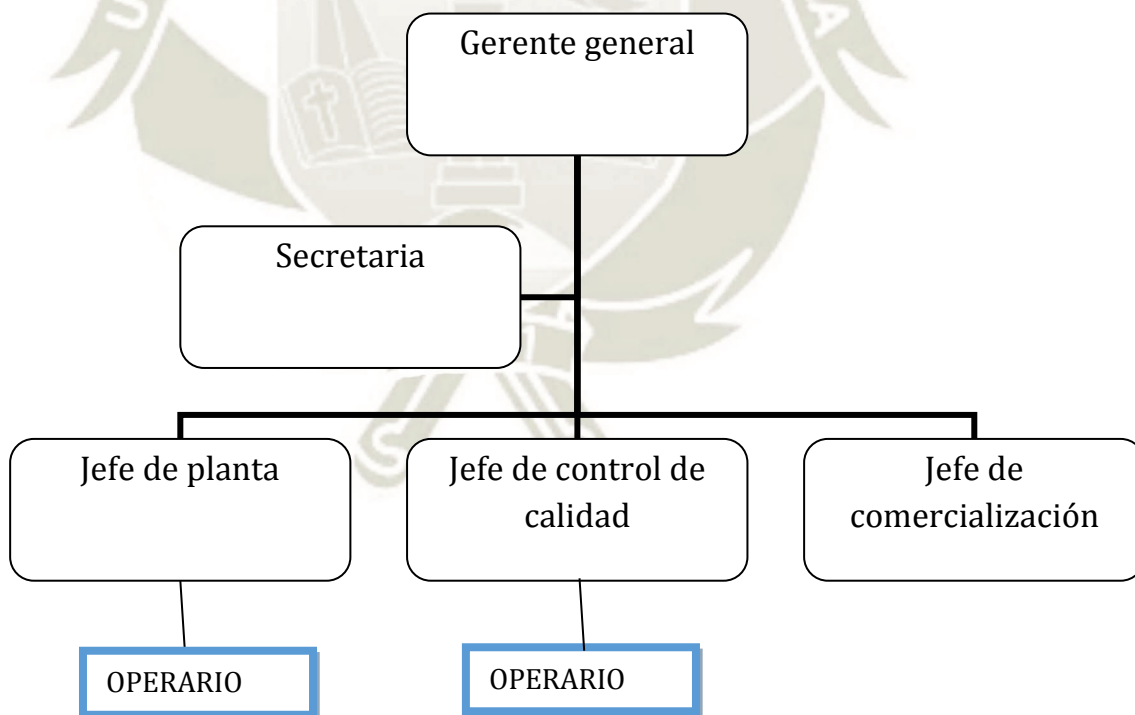 Gerente general
Secretaria
Jefe de planta
Jefe de control de
calidad
Jefe de
comercialización
OPERARIO
OPERARIO